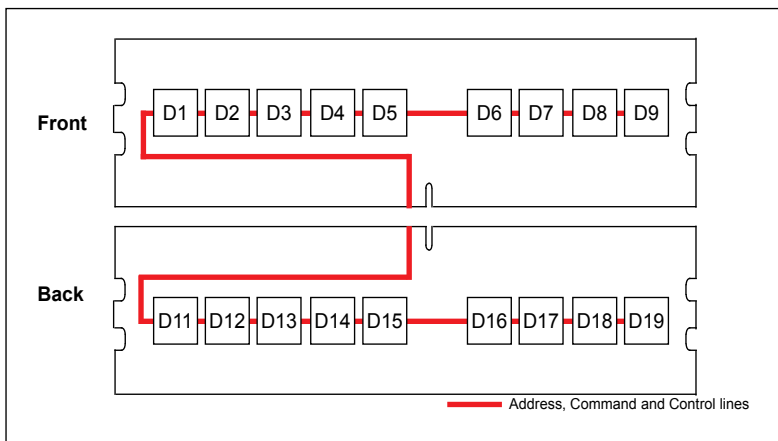 Front
D1 D2 D3 D4 D5 D6 D7 D8 D9
Back
D11 D12 D13 D14 D15 D16 D17 D18 D19
Address, Command and Control lines